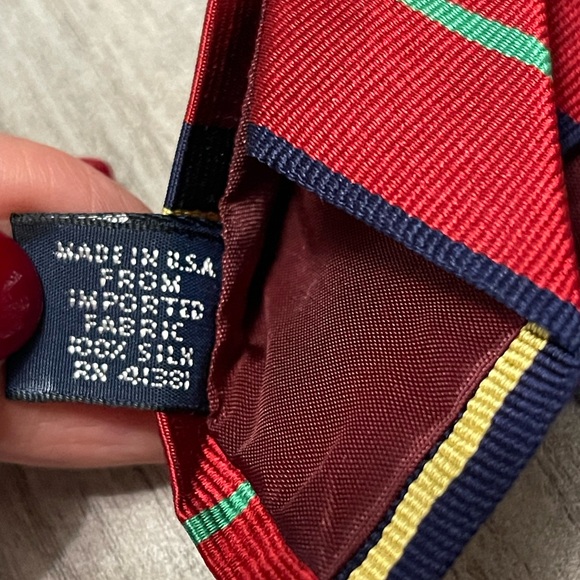 MADE IN U.S.A.
FROM
IMPORTED
FABRIC
100% SILK
RN 41381